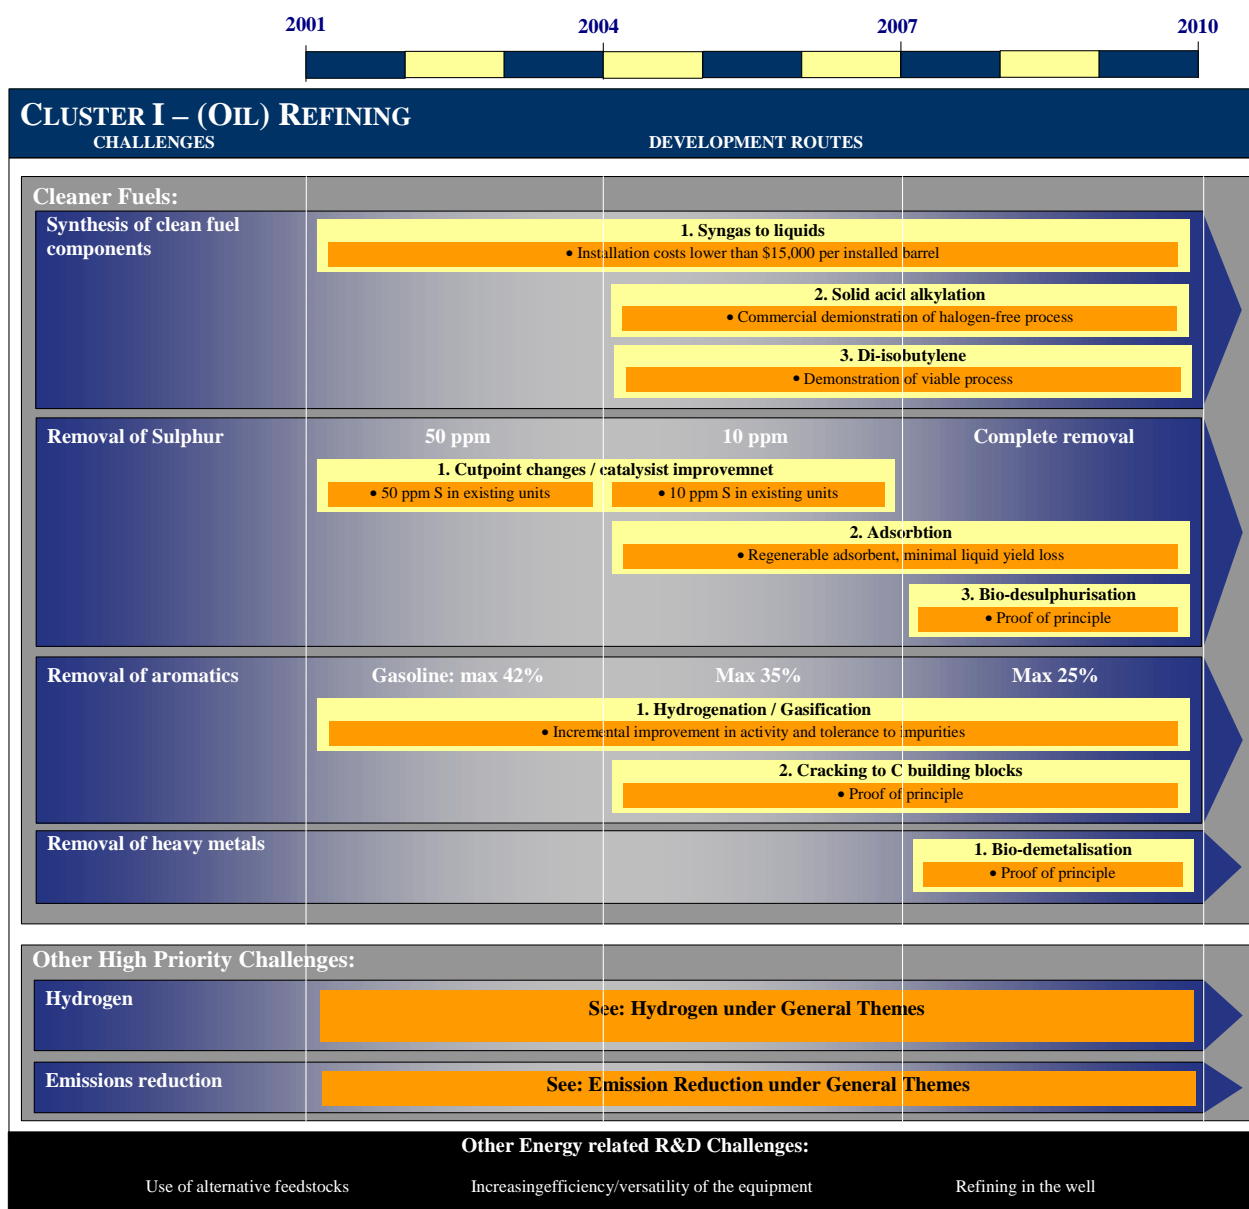 2001 2004 2007 2010
CLUSTER I – (OIL) REFINING
CHALLENGES DEVELOPMENT ROUTES
Cleaner Fuels:
Synthesis of clean fuel
components
1. Syngas to liquids
• Installation costs lower than $15,000 per installed barrel
2. Solid acid alkylation
• Commercial demionstration of halogen-free process
3. Di-isobutylene
• Demonstration of viable process
Removal of Sulphur 50 ppm 10 ppm Complete removal
1. Cutpoint changes / catalysist improvemnet
• 50 ppm S in existing units • 10 ppm S in existing units
2. Adsorbtion
• Regenerable adsorbent, minimal liquid yield loss
3. Bio-desulphurisation
• Proof of principle
Removal of aromatics Gasoline: max 42% Max 35% Max 25%
1. Hydrogenation / Gasification
• Incremental improvement in activity and tolerance to impurities
2. Cracking to C building blocks
• Proof of principle
Removal of heavy metals
1. Bio-demetalisation
• Proof of principle
Other High Priority Challenges:
Hydrogen
See: Hydrogen under General Themes
Emissions reduction
See: Emission Reduction under General Themes
Other Energy related R&D Challenges:
Use of alternative feedstocks Increasingefficiency/versatility of the equipment Refining in the well